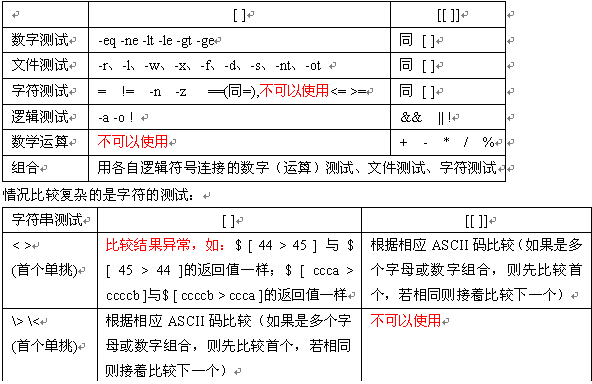 [ ] [[ ]]
数字测试 -eq -ne -lt -le -gt -ge 同 [ ]
文件测试 -r、-l、-w、-x、-f、-d、-s、-nt、-ot 同 [ ]
字符测试 = != -n -z ==(同=),不可以使用<= >= 同 [ ]
逻辑测试 -a -o ! && || !
数学运算 不可以使用 + - * / %
组合 用各自逻辑符号连接的数字（运算）测试、文件测试、字符测试
情况比较复杂的是字符的测试：
字符串测试 [ ] [[ ]]
< >
(首个单挑)
比较结果异常，如：$ [ 44 > 45 ] 与 $
[ 45 > 44 ]的返回值一样；$ [ ccca >
ccccb ]与$ [ ccccb > ccca ]的返回值一样
根据相应 ASCII 码比较（如果是多
个字母或数字组合，则先比较首
个，若相同则接着比较下一个）
\> \<
(首个单挑)
根据相应 ASCII 码比较（如果是多个字
母或数字组合，则先比较首个，若相同
则接着比较下一个）
不可以使用